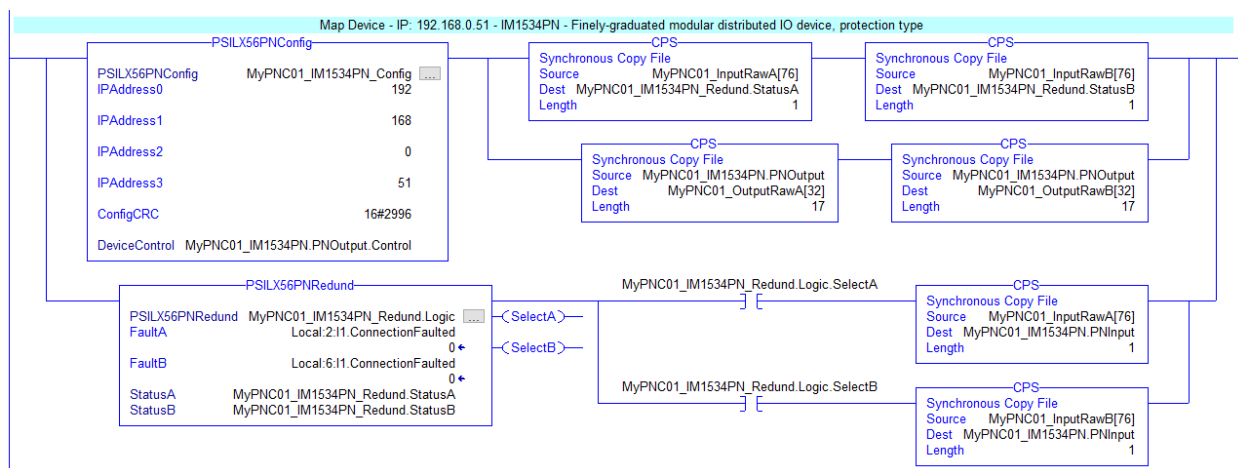 Map Device - IP: 192.168.0.51 - IM1534PN - Finely-graduated modular distributed IO device, protection type
PSILX56PNConfig
PSILX56PNConfig MyPNC01_IM1534PN_Config ...
IPAddress0 192
IPAddress1 168
IPAddress2 0
IPAddress3 51
ConfigCRC 16#2996
DeviceControl MyPNC01_IM1534PN.PNOutput.Control
CPS
Synchronous Copy File
Source MyPNC01_InputRawA[76]
Dest MyPNC01_IM1534PN_Redund.StatusA
Length 1
CPS
Synchronous Copy File
Source MyPNC01_InputRawB[76]
Dest MyPNC01_IM1534PN_Redund.StatusB
Length 1
CPS
Synchronous Copy File
Source MyPNC01_IM1534PN.PNOutput
Dest MyPNC01_OutputRawA[32]
Length 17
CPS
Synchronous Copy File
Source MyPNC01_IM1534PN.PNOutput
Dest MyPNC01_OutputRawB[32]
Length 17
PSILX56PNRedund
PSILX56PNRedund MyPNC01_IM1534PN_Redund.Logic ...
FaultA Local:2:I1.ConnectionFaulted
0
FaultB Local:6:I1.ConnectionFaulted
0
StatusA MyPNC01_IM1534PN_Redund.StatusA
StatusB MyPNC01_IM1534PN_Redund.StatusB
SelectA
SelectB
MyPNC01_IM1534PN_Redund.Logic.SelectA
CPS
Synchronous Copy File
Source MyPNC01_InputRawA[76]
Dest MyPNC01_IM1534PN.PNInput
Length 1
MyPNC01_IM1534PN_Redund.Logic.SelectB
CPS
Synchronous Copy File
Source MyPNC01_InputRawB[76]
Dest MyPNC01_IM1534PN.PNInput
Length 1